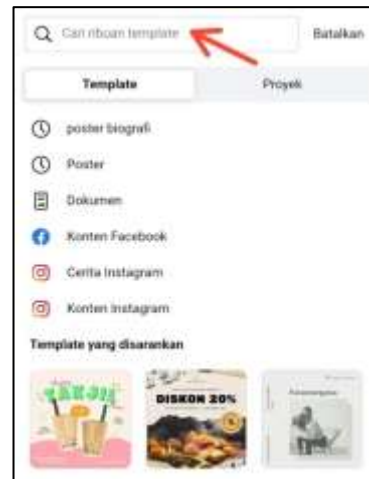 Cari ribuan template
Batalkan
Template
Proyek
poster biografi
Poster
Dokumen
Konten Facebook
Cerita Instagram
Konten Instagram
Template yang disarankan
TAKJIL
DISKON 20%